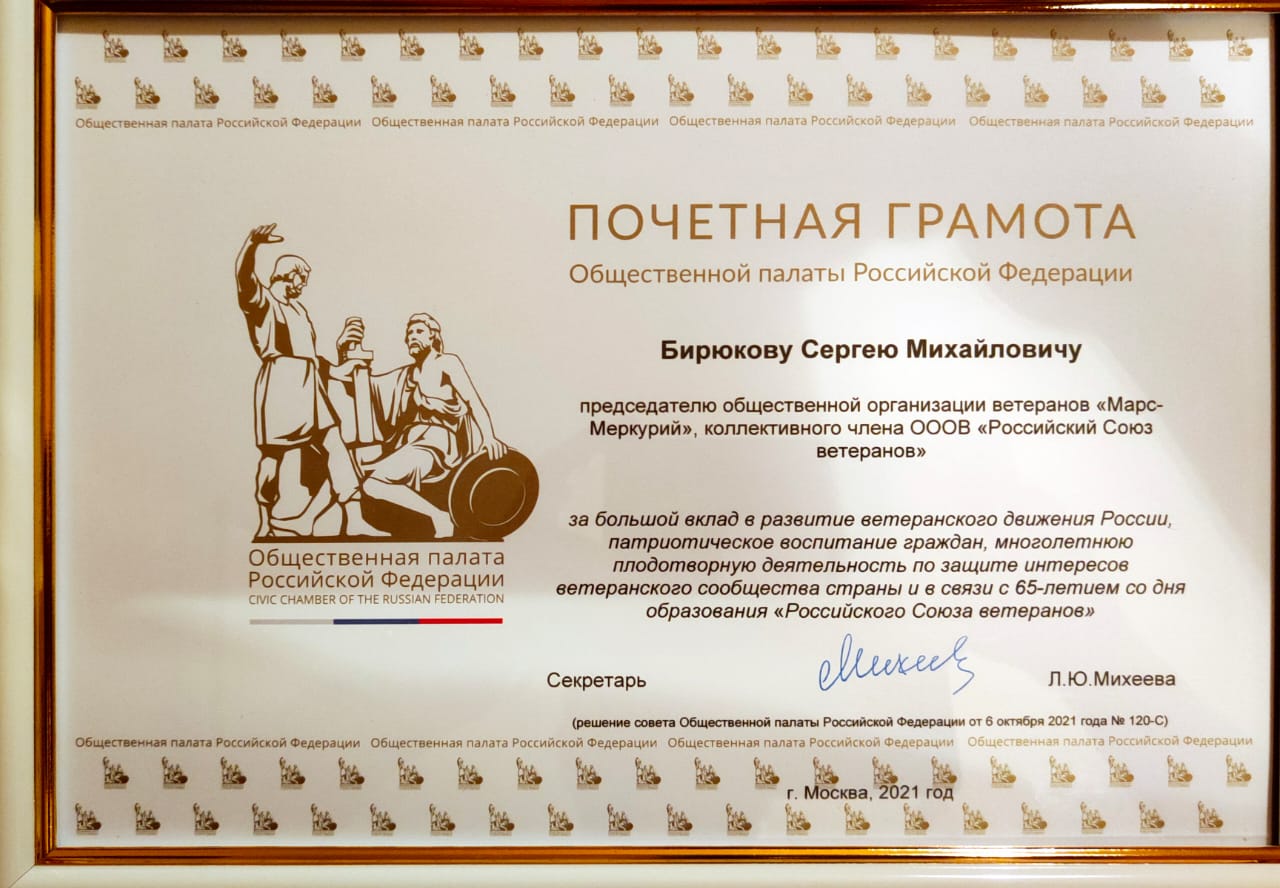 Общественная палата Российской Федерации Общественная палата Российской Федерации Общественная палата Российской Федерации Общественная палата Российской Федерации
ПОЧЕТНАЯ ГРАМОТА
Общественной палаты Российской Федерации
Бирюкову Сергею Михайловичу
председателю общественной организации ветеранов «Марс-
Меркурий», коллективного члена ОООВ «Российский Союз
ветеранов»
за большой вклад в развитие ветеранского движения России,
патриотическое воспитание граждан, многолетнюю
плодотворную деятельность по защите интересов
ветеранского сообщества страны и в связи с 65-летием со дня
образования «Российского Союза ветеранов»
Общественная палата
Российской Федерации
CIVIC CHAMBER OF THE RUSSIAN FEDERATION
Секретарь Михеев Л.Ю.Михеева
(решение совета Общественной палаты Российской Федерации от 6 октября 2021 года № 120-С)
Общественная палата Российской Федерации Общественная палата Российской Федерации Общественная палата Российской Федерации Общественная палата Российской Федерации
г. Москва, 2021 год